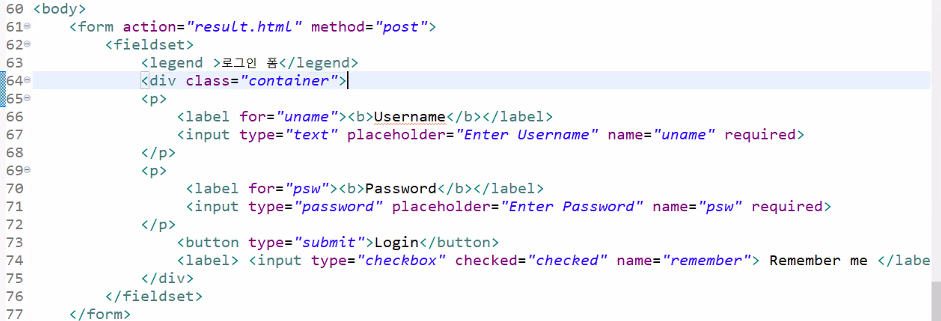 60 <body>
61 <form action="result.html" method="post">
62 <fieldset>
63 <legend >로그인 폼</legend>
64 <div class="container">
65 <p>
66 <label for="uname"><b>Username</b></label>
67 <input type="text" placeholder="Enter Username" name="uname" required>
68 </p>
69 <p>
70 <label for="psw"><b>Password</b></label>
71 <input type="password" placeholder="Enter Password" name="psw" required>
72 </p>
73 <button type="submit">Login</button>
74 <label> <input type="checkbox" checked="checked" name="remember"> Remember me </labe
75 </div>
76 </fieldset>
77 </form>